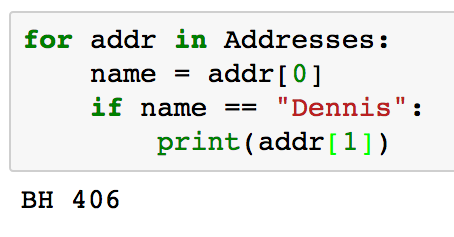 for addr in Addresses:
    name = addr[0]
    if name == "Dennis":
        print(addr[1])
BH 406